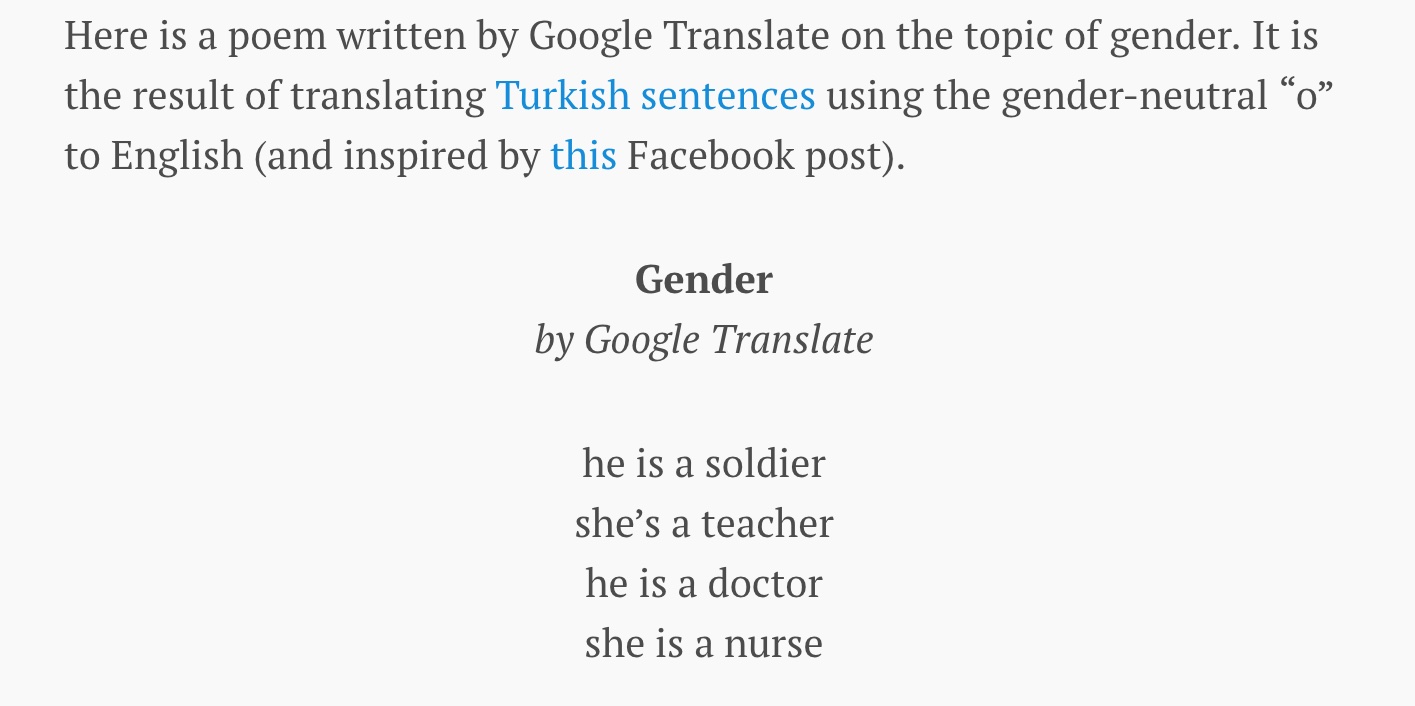 Here is a poem written by Google Translate on the topic of gender. It is
the result of translating Turkish sentences using the gender-neutral “o”
to English (and inspired by this Facebook post).
Gender
by Google Translate
he is a soldier
she’s a teacher
he is a doctor
she is a nurse